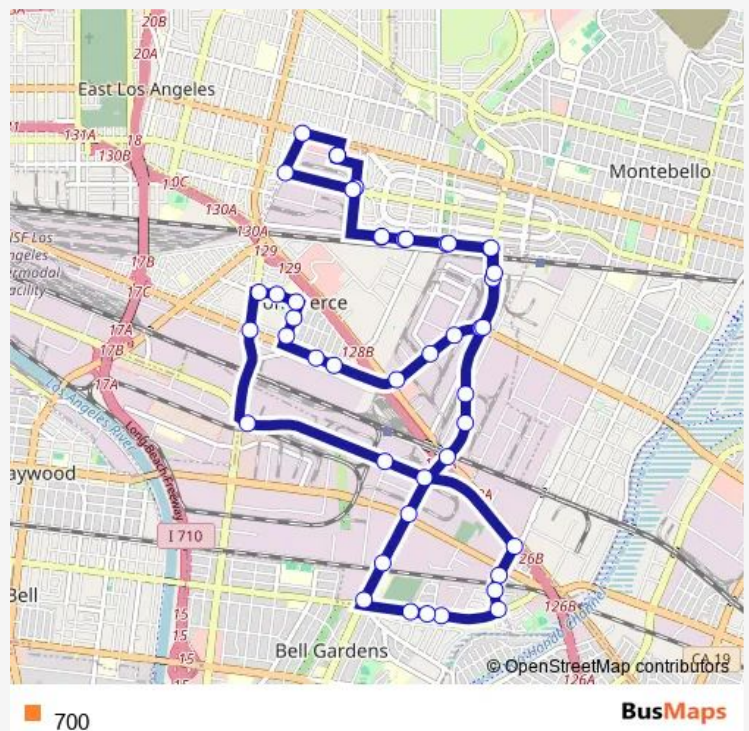 20B
20A
East Los Angeles
131A
18
130B
10C
Montebello
130A
130A
129
129
17B
17C
erce
17A
128B
17B
17A
Los Angeles River
Long Beach Freeway
aywood
I 710
26B
Bell
126B
15
15
15
Bell Gardens
CA 19
126A
© OpenStreetMap contributors
700
BusMaps